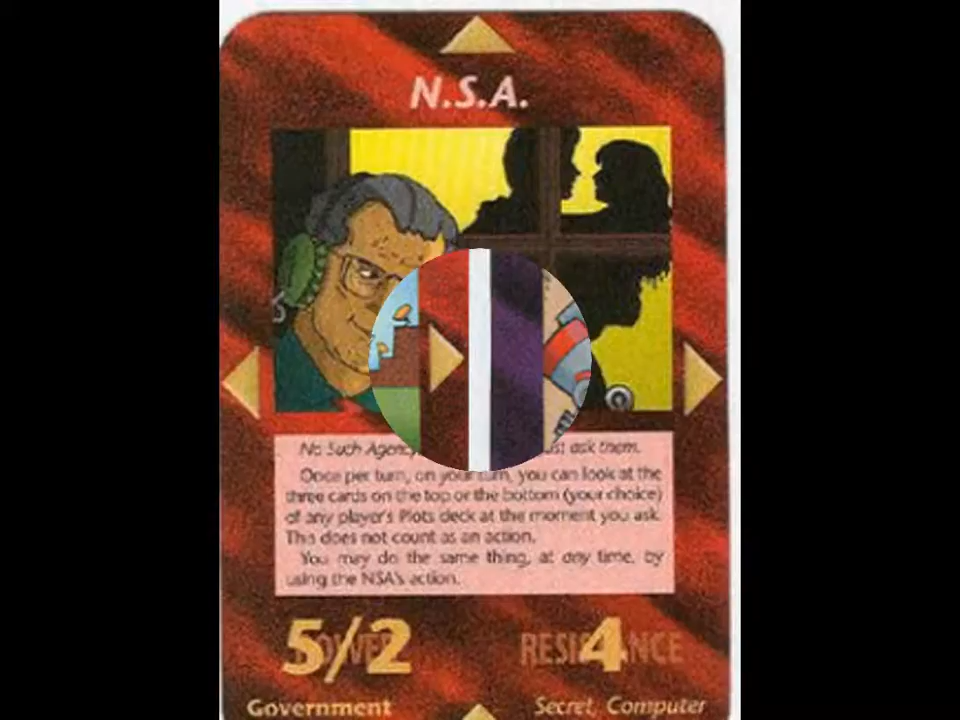 N.S.A.
No Such Agency ust ask them.
Once per turn, on your turn, you can look at the
three cards on the top or the bottom (your choice)
of any player's Plots deck at the moment you ask.
This does not count as an action.
You may do the same thing, at any time, by
using the NSA's action.
POWER 5/2 RESISTANCE 4
Government Secret, Computer